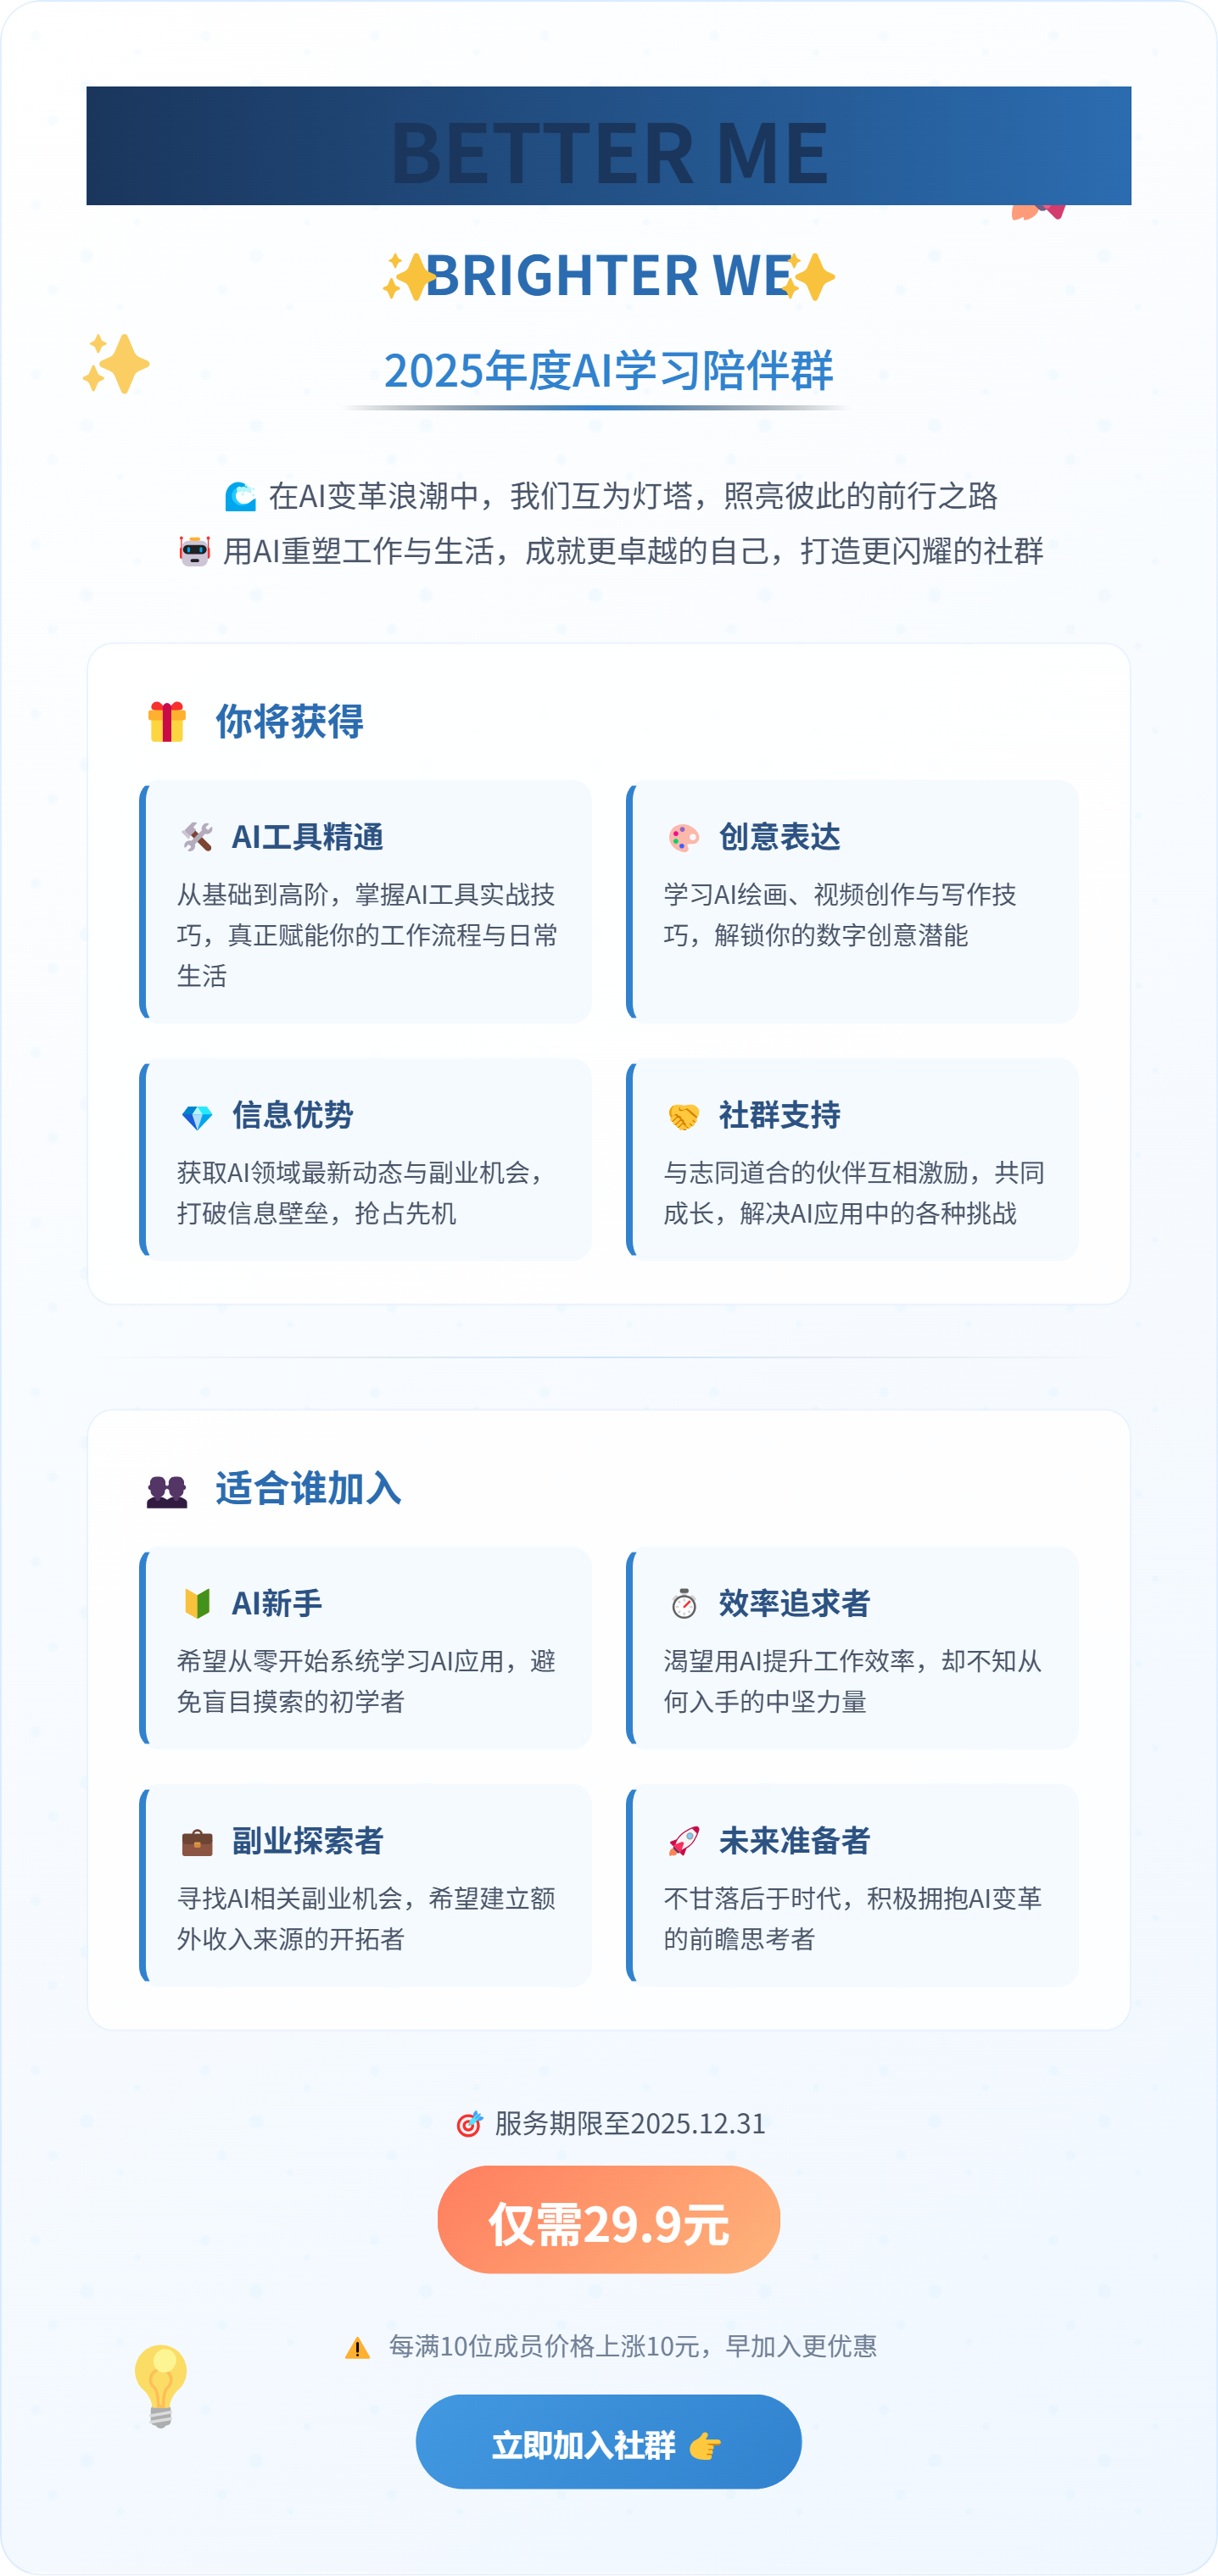 BETTER ME
✨BRIGHTER WE✨
2025年度AI学习陪伴群
🌊 在AI变革浪潮中，我们互为灯塔，照亮彼此的前行之路
🤖 用AI重塑工作与生活，成就更卓越的自己，打造更闪耀的社群
🎁 你将获得
🛠️ AI工具精通
从基础到高阶，掌握AI工具实战技
巧，真正赋能你的工作流程与日常
生活
🎨 创意表达
学习AI绘画、视频创作与写作技
巧，解锁你的数字创意潜能
💎 信息优势
获取AI领域最新动态与副业机会，
打破信息壁垒，抢占先机
🤝 社群支持
与志同道合的伙伴互相激励，共同
成长，解决AI应用中的各种挑战
👥 适合谁加入
🔰 AI新手
希望从零开始系统学习AI应用，避
免盲目摸索的初学者
⏱️ 效率追求者
渴望用AI提升工作效率，却不知从
何入手的中坚力量
💼 副业探索者
寻找AI相关副业机会，希望建立额
外收入来源的开拓者
🚀 未来准备者
不甘落后于时代，积极拥抱AI变革
的前瞻思考者
🎯 服务期限至2025.12.31
仅需29.9元
⚠️ 每满10位成员价格上涨10元，早加入更优惠
立即加入社群 👉